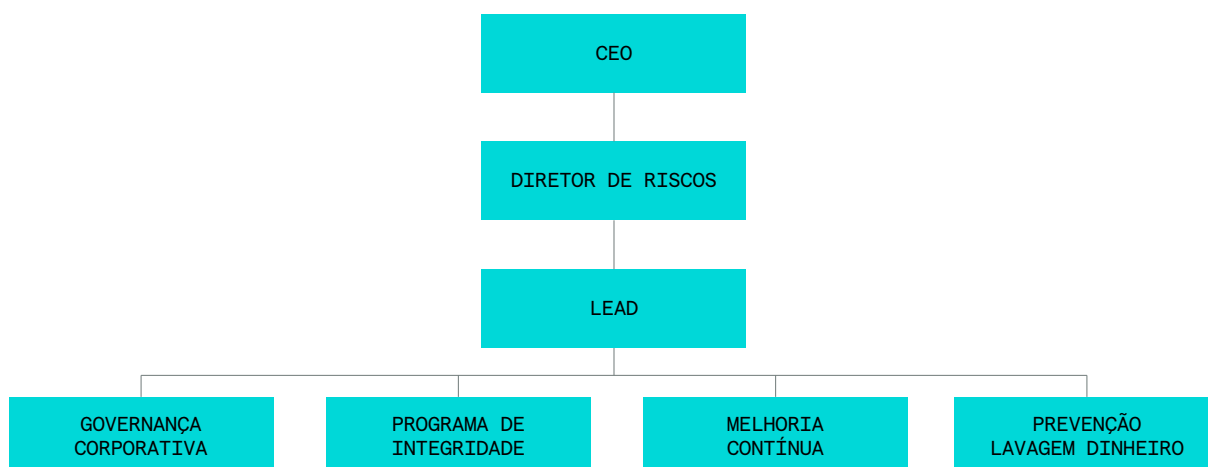 CEO
DIRETOR DE RISCOS
LEAD
GOVERNANÇA
CORPORATIVA
PROGRAMA DE
INTEGRIDADE
MELHORIA
CONTÍNUA
PREVENÇÃO
LAVAGEM DINHEIRO